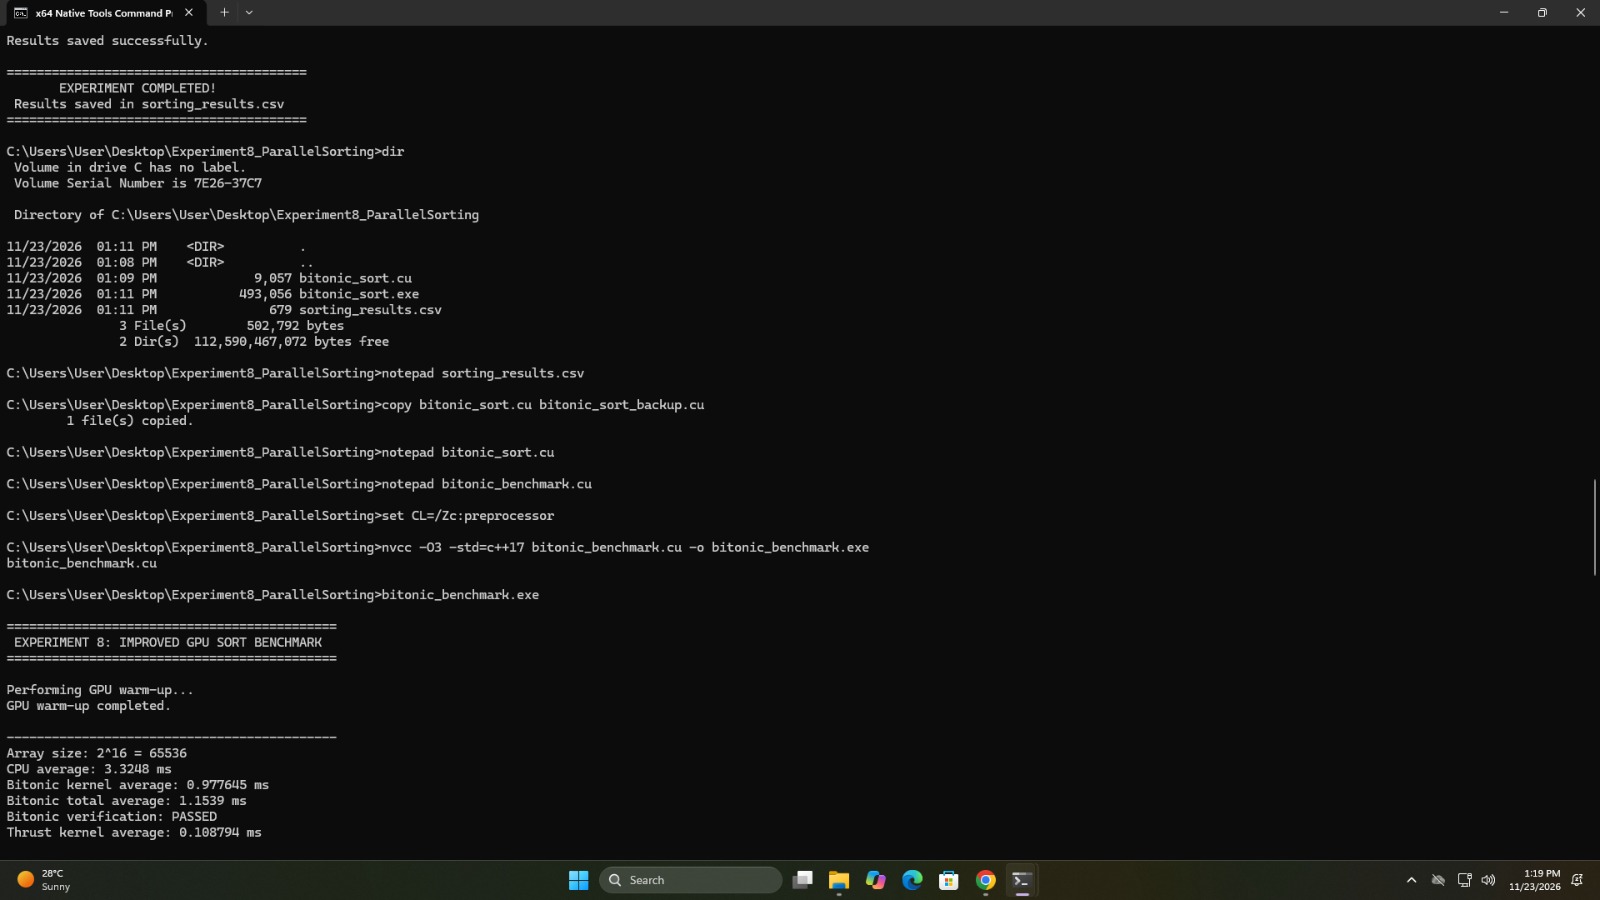 x64 Native Tools Command P
Results saved successfully.
========================================
EXPERIMENT COMPLETED!
Results saved in sorting_results.csv
========================================
C:\Users\User\Desktop\Experiment8_ParallelSorting>dir
Volume in drive C has no label.
Volume Serial Number is 7E26-37C7
Directory of C:\Users\User\Desktop\Experiment8_ParallelSorting
11/23/2026  01:11 PM    <DIR>          .
11/23/2026  01:08 PM    <DIR>          ..
11/23/2026  01:09 PM             9,057 bitonic_sort.cu
11/23/2026  01:11 PM           493,056 bitonic_sort.exe
11/23/2026  01:11 PM               679 sorting_results.csv
3 File(s)        502,792 bytes
2 Dir(s)  112,590,467,072 bytes free
C:\Users\User\Desktop\Experiment8_ParallelSorting>notepad sorting_results.csv
C:\Users\User\Desktop\Experiment8_ParallelSorting>copy bitonic_sort.cu bitonic_sort_backup.cu
1 file(s) copied.
C:\Users\User\Desktop\Experiment8_ParallelSorting>notepad bitonic_sort.cu
C:\Users\User\Desktop\Experiment8_ParallelSorting>notepad bitonic_benchmark.cu
C:\Users\User\Desktop\Experiment8_ParallelSorting>set CL=/Zc:preprocessor
C:\Users\User\Desktop\Experiment8_ParallelSorting>nvcc -O3 -std=c++17 bitonic_benchmark.cu -o bitonic_benchmark.exe
bitonic_benchmark.cu
C:\Users\User\Desktop\Experiment8_ParallelSorting>bitonic_benchmark.exe
============================================
EXPERIMENT 8: IMPROVED GPU SORT BENCHMARK
============================================
Performing GPU warm-up...
GPU warm-up completed.
--------------------------------------------
Array size: 2^16 = 65536
CPU average: 3.3248 ms
Bitonic kernel average: 0.977645 ms
Bitonic total average: 1.1539 ms
Bitonic verification: PASSED
Thrust kernel average: 0.108794 ms
28°C
Sunny
Search
1:19 PM
11/23/2026